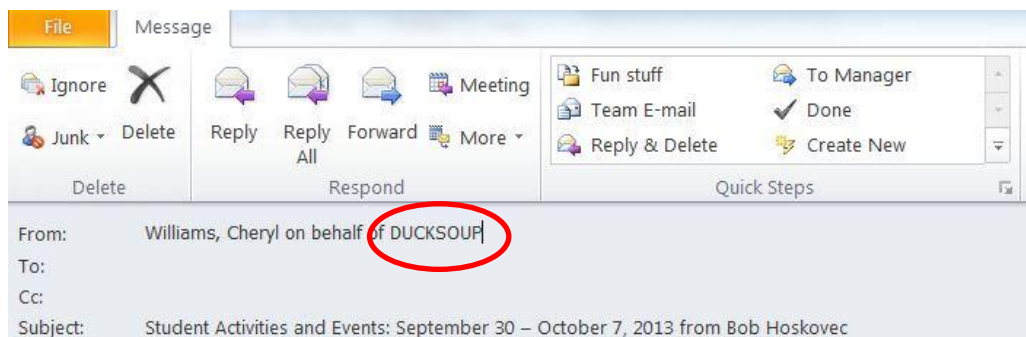 File Message
Ignore Meeting Fun stuff To Manager
Team E-mail Done
Junk Delete Reply Reply All Forward More Reply & Delete Create New
Delete Respond Quick Steps
From: Williams, Cheryl on behalf of DUCKSOUP
To:
Cc:
Subject: Student Activities and Events: September 30 – October 7, 2013 from Bob Hoskovec